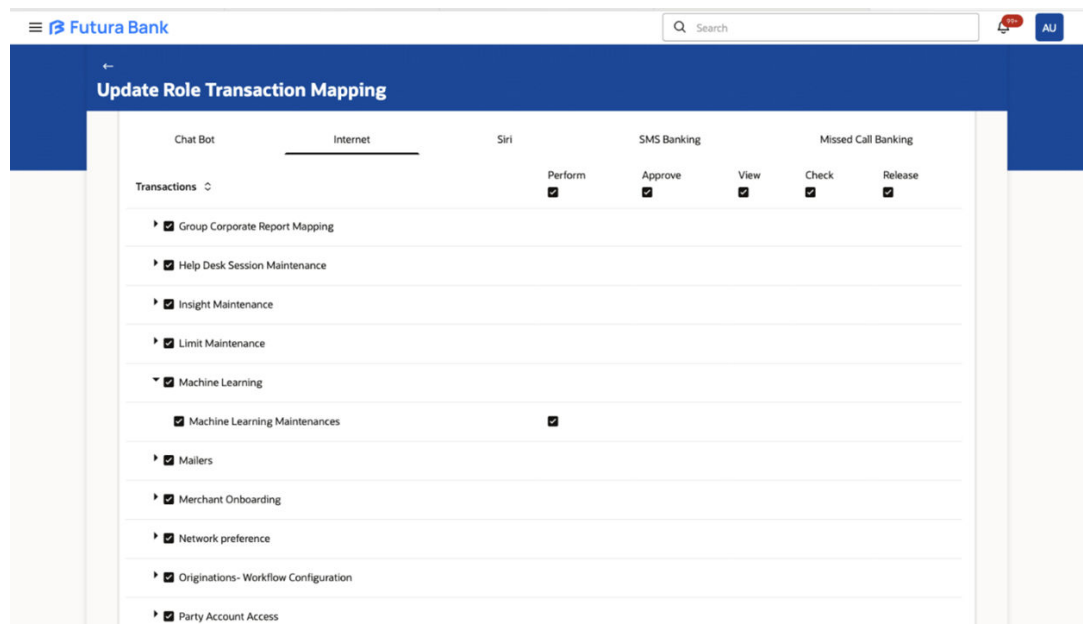 Futura Bank
Search
99+
AU
Update Role Transaction Mapping
Chat Bot Internet Siri SMS Banking Missed Call Banking
Transactions Perform Approve View Check Release
Group Corporate Report Mapping
Help Desk Session Maintenance
Insight Maintenance
Limit Maintenance
Machine Learning
Machine Learning Maintenances
Mailers
Merchant Onboarding
Network preference
Originations- Workflow Configuration
Party Account Access